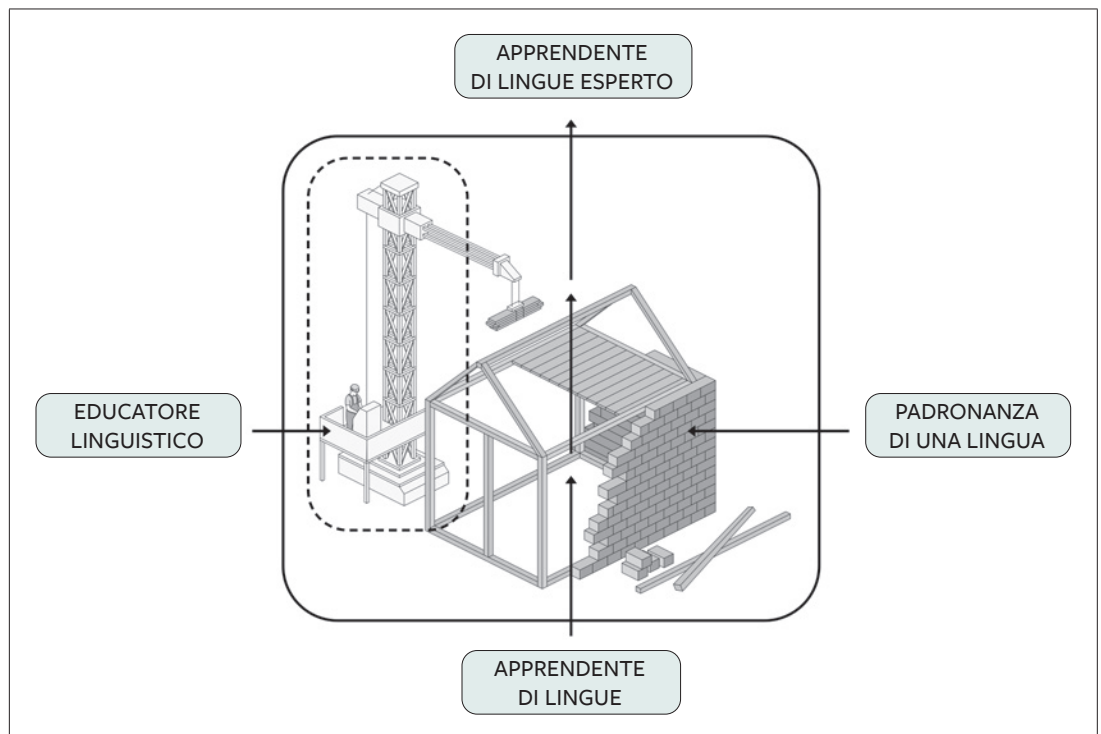 APPRENDENTE
DI LINGUE ESPERTO
EDUCATORE
LINGUISTICO
PADRONANZA
DI UNA LINGUA
APPRENDENTE
DI LINGUE